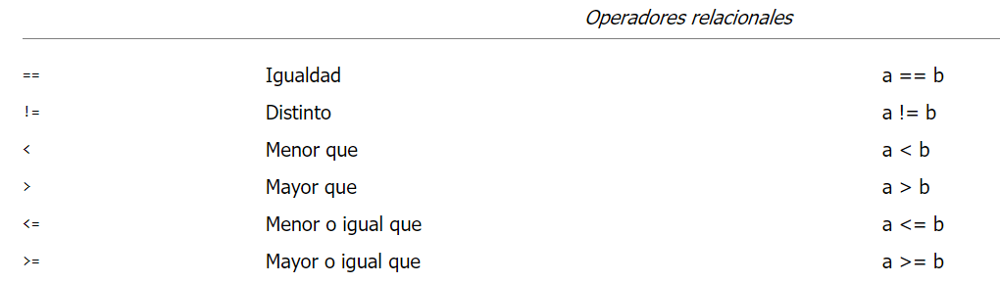 Operadores relacionales
== Igualdad a == b
!= Distinto a != b
< Menor que a < b
> Mayor que a > b
<= Menor o igual que a <= b
>= Mayor o igual que a >= b